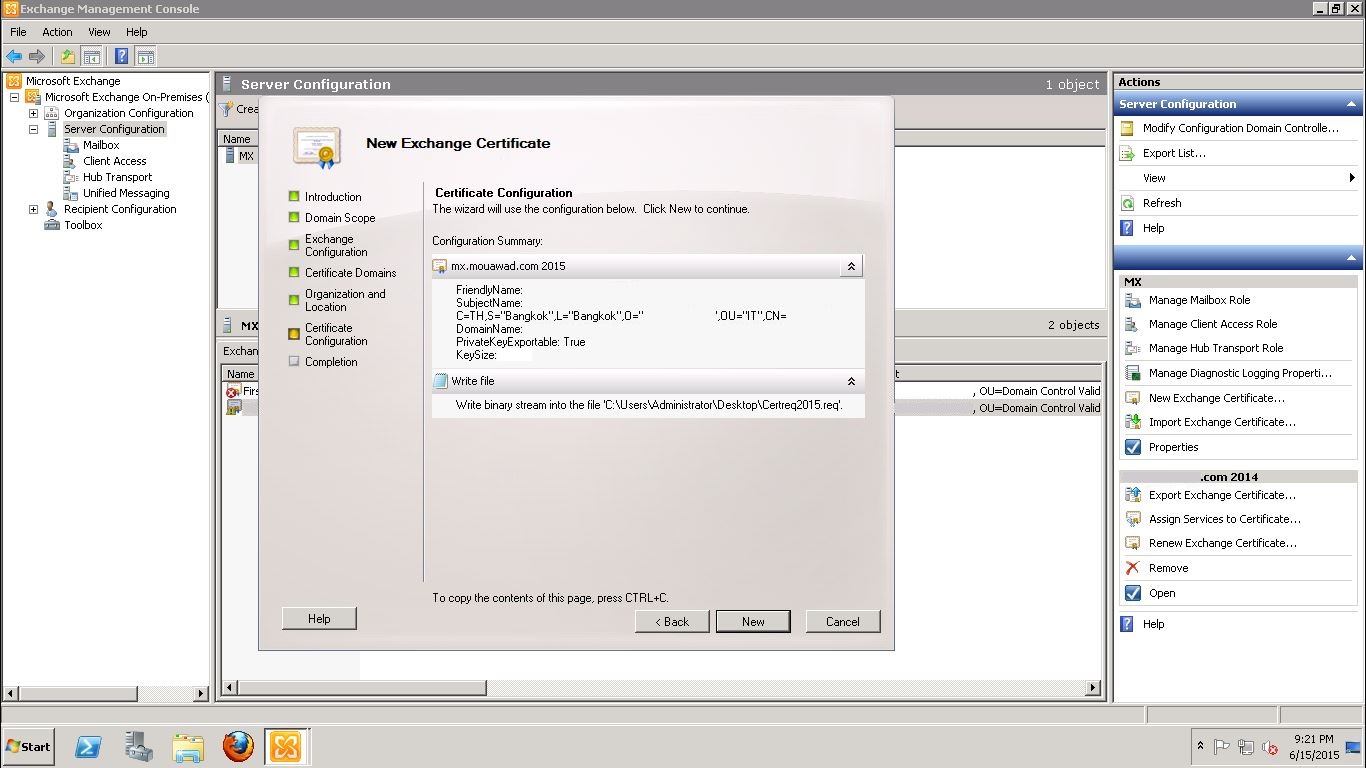 Exchange Management Console
File Action View Help
Microsoft Exchange
Microsoft Exchange On-Premises (
Organization Configuration
Server Configuration
Mailbox
Client Access
Hub Transport
Unified Messaging
Recipient Configuration
Toolbox
Server Configuration 1 object
Crea
Name
MX
MX 2 objects
Exchan
Name t
Firs , OU=Domain Control Valid
, OU=Domain Control Valid
New Exchange Certificate
Introduction
Domain Scope
Exchange
Configuration
Certificate Domains
Organization and
Location
Certificate
Configuration
Completion
Certificate Configuration
The wizard will use the configuration below. Click New to continue.
Configuration Summary:
mx.mouawad.com 2015
FriendlyName:
SubjectName:
C=TH,S="Bangkok",L="Bangkok",O=" ',OU="IT",CN=
DomainName:
PrivateKeyExportable: True
KeySize:
Write file
Write binary stream into the file 'C:\Users\Administrator\Desktop\Certreq2015.req'.
To copy the contents of this page, press CTRL+C.
Help < Back New Cancel
Actions
Server Configuration
Modify Configuration Domain Controlle...
Export List...
View
Refresh
Help
MX
Manage Mailbox Role
Manage Client Access Role
Manage Hub Transport Role
Manage Diagnostic Logging Properti...
New Exchange Certificate...
Import Exchange Certificate...
Properties
.com 2014
Export Exchange Certificate...
Assign Services to Certificate...
Renew Exchange Certificate...
Remove
Open
Help
Start
9:21 PM
6/15/2015